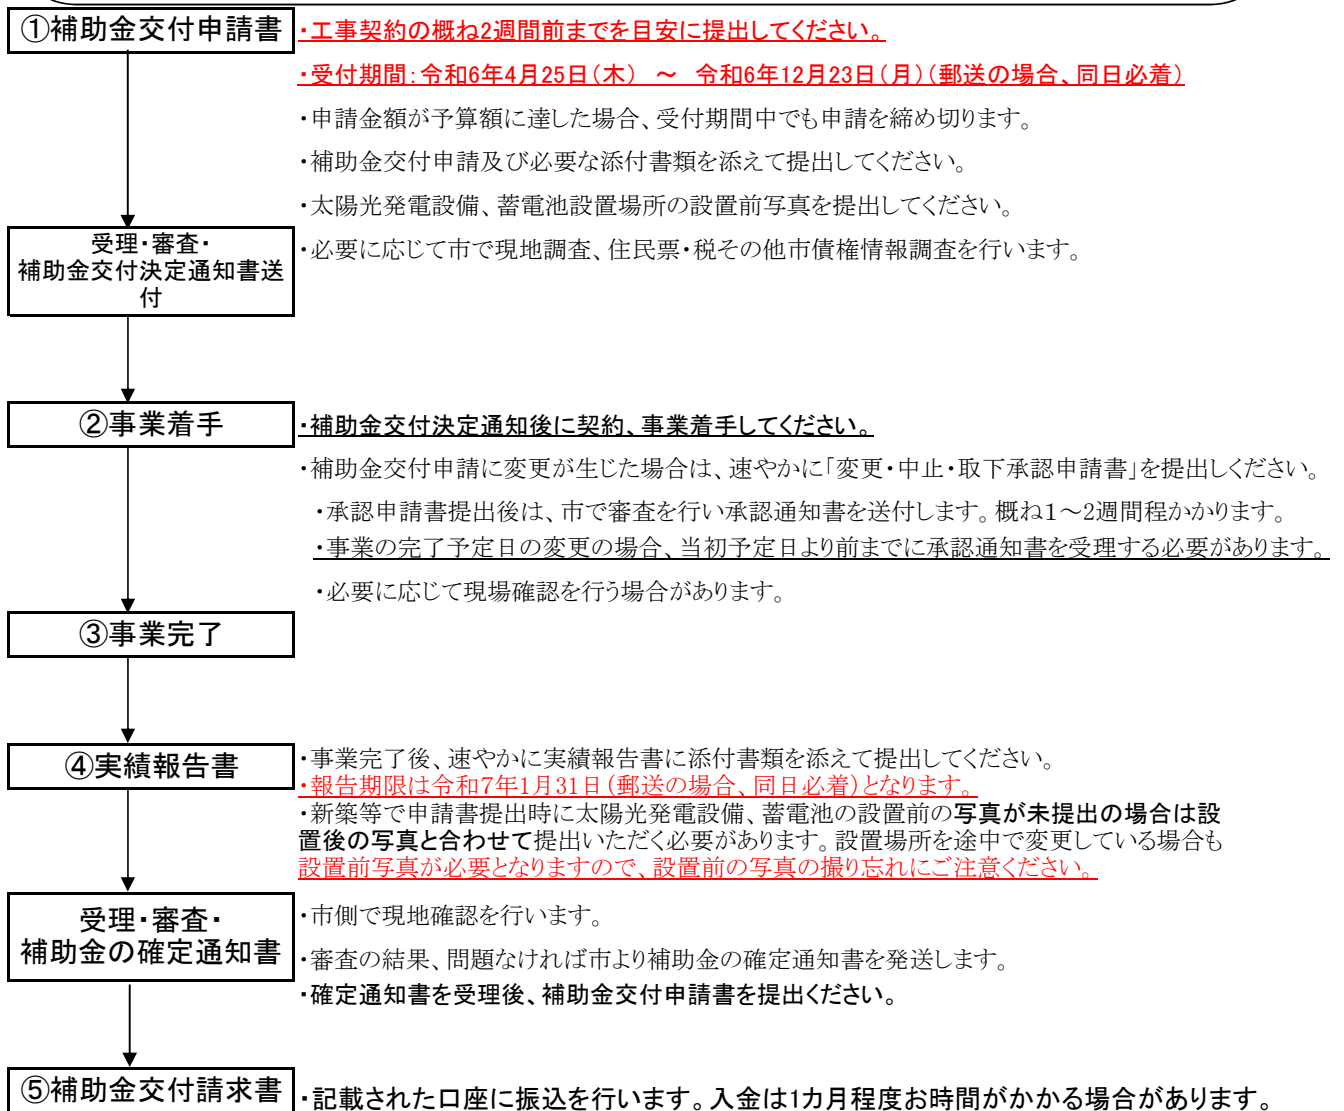 ①補助金交付申請書
・工事契約の概ね2週間前までを目安に提出してください。
・受付期間：令和6年4月25日（木） ～ 令和6年12月23日（月）（郵送の場合、同日必着）
・申請金額が予算額に達した場合、受付期間中でも申請を締め切ります。
・補助金交付申請及び必要な添付書類を添えて提出してください。
・太陽光発電設備、蓄電池設置場所の設置前写真を提出してください。
受理・審査・
補助金交付決定通知書送
付
・必要に応じて市で現地調査、住民票・税その他市債権情報調査を行います。
②事業着手
・補助金交付決定通知後に契約、事業着手してください。
・補助金交付申請に変更が生じた場合は、速やかに「変更・中止・取下承認申請書」を提出しください。
・承認申請書提出後は、市で審査を行い承認通知書を送付します。概ね1～2週間程かかります。
・事業の完了予定日の変更の場合、当初予定日より前までに承認通知書を受理する必要があります。
・必要に応じて現場確認を行う場合があります。
③事業完了
④実績報告書
・事業完了後、速やかに実績報告書に添付書類を添えて提出してください。
・報告期限は令和7年1月31日（郵送の場合、同日必着）となります。
・新築等で申請書提出時に太陽光発電設備、蓄電池の設置前の写真が未提出の場合は設
置後の写真と合わせて提出いただく必要があります。設置場所を途中で変更している場合も
設置前写真が必要となりますので、設置前の写真の撮り忘れにご注意ください。
受理・審査・
補助金の確定通知書
・市側で現地確認を行います。
・審査の結果、問題なければ市より補助金の確定通知書を発送します。
・確定通知書を受理後、補助金交付申請書を提出ください。
⑤補助金交付請求書
・記載された口座に振込を行います。入金は1カ月程度お時間がかかる場合があります。